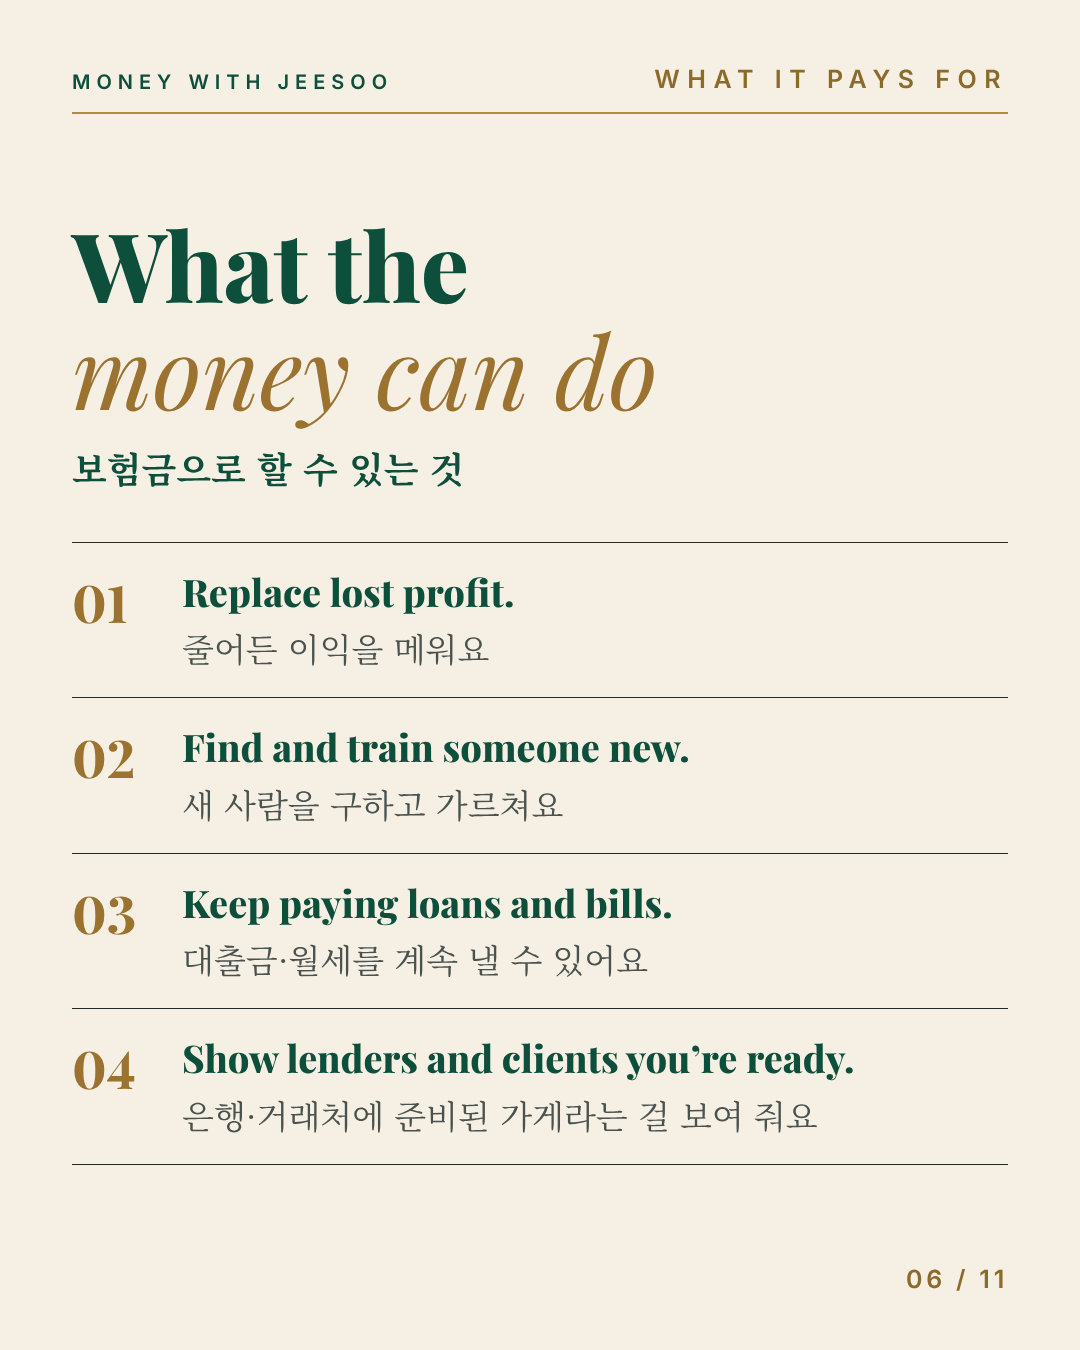 MONEY WITH JEESOO
WHAT IT PAYS FOR
What the
money can do
보험금으로 할 수 있는 것
01
Replace lost profit.
줄어든 이익을 메워요
02
Find and train someone new.
새 사람을 구하고 가르쳐요
03
Keep paying loans and bills.
대출금·월세를 계속 낼 수 있어요
04
Show lenders and clients you’re ready.
은행·거래처에 준비된 가게라는 걸 보여 줘요
06 / 11